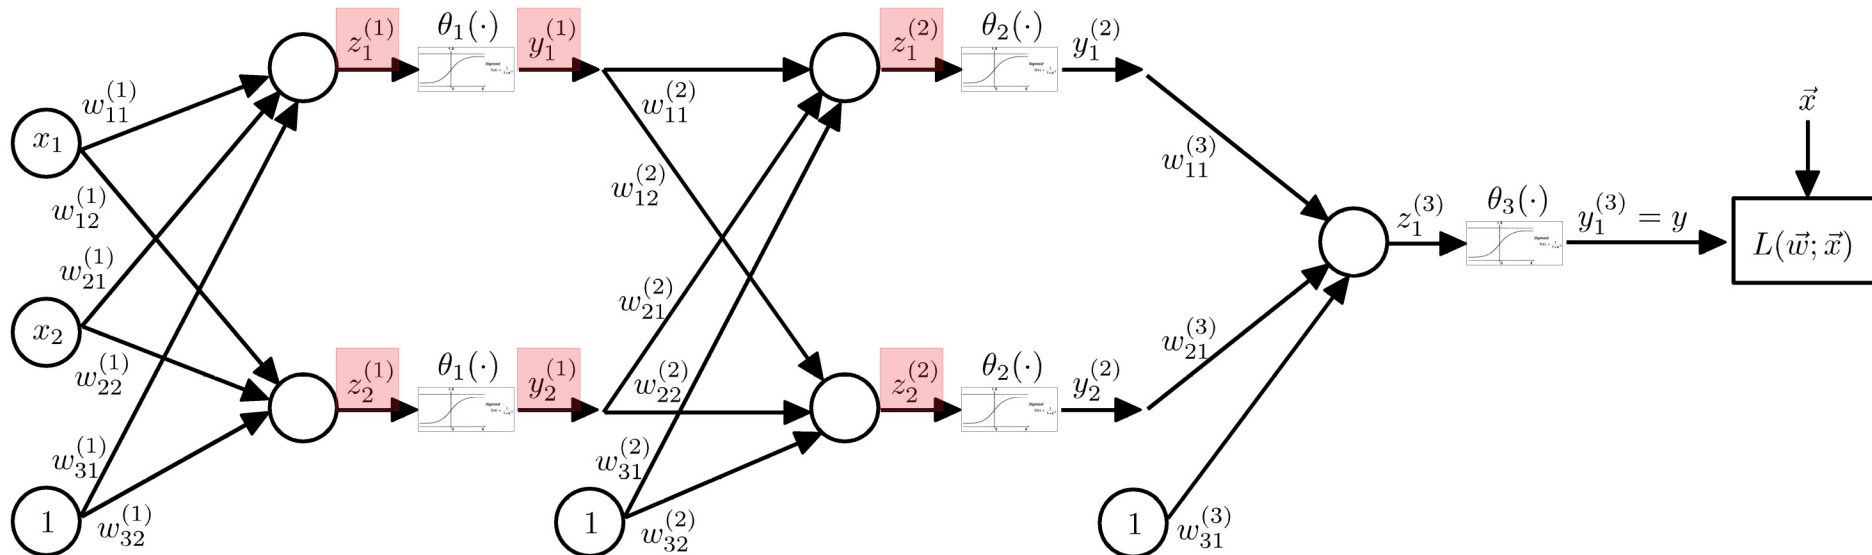 z_1^{(1)}
θ_1(·)
y_1^{(1)}
z_1^{(2)}
θ_2(·)
y_1^{(2)}
w_{11}^{(1)}
x_1
w_{12}^{(1)}
w_{21}^{(1)}
x_2
w_{22}^{(1)}
w_{31}^{(1)}
1
w_{32}^{(1)}
z_2^{(1)}
θ_1(·)
y_2^{(1)}
w_{11}^{(2)}
w_{12}^{(2)}
w_{21}^{(2)}
w_{22}^{(2)}
w_{31}^{(2)}
1
w_{32}^{(2)}
z_2^{(2)}
θ_2(·)
y_2^{(2)}
w_{11}^{(3)}
w_{21}^{(3)}
1
w_{31}^{(3)}
z_1^{(3)}
θ_3(·)
y_1^{(3)} = y
\vec{x}
L(\vec{w}; \vec{x})